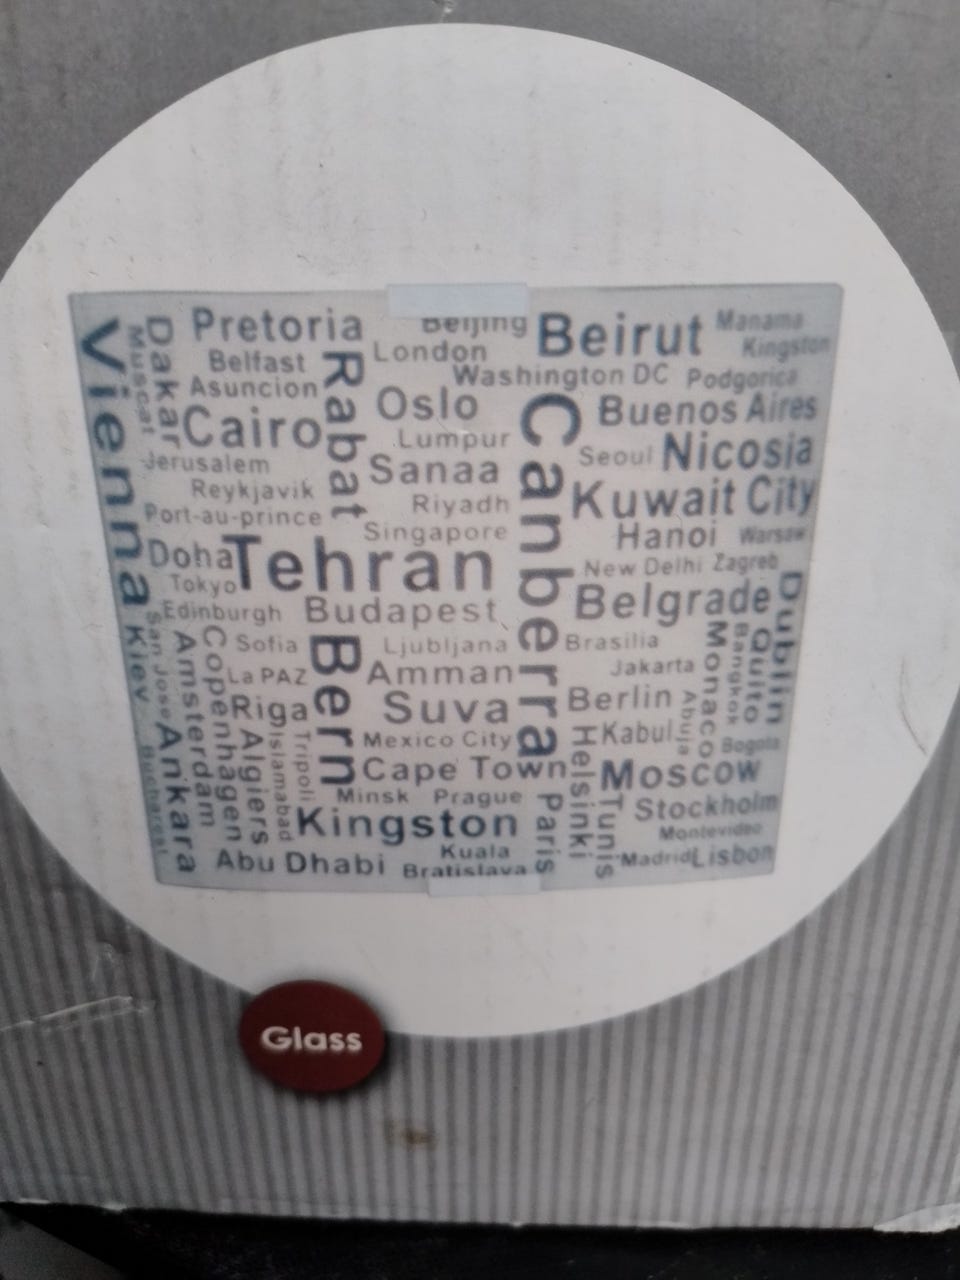 Pretoria
Beijing
Beirut
Manama
Kingston
Vienna
Muscat
Dakar
Belfast
Rabat
London
Washington DC
Podgorica
Asuncion
Oslo
Canberra
Buenos Aires
Cairo
Lumpur
Seoul
Nicosia
Jerusalem
Sanaa
Reykjavik
Riyadh
Kuwait City
Port-au-prince
Singapore
Hanoi
Warsaw
Doha
Tehran
New Delhi
Zagreb
Tokyo
Edinburgh
Budapest
Belgrade
Dublin
Kiev
San Jose
Amsterdam
Copenhagen
Sofia
Bern
Ljubljana
Brasilia
Monaco
Bangkok
Quito
La PAZ
Amman
Jakarta
Riga
Suva
Berlin
Abuja
Bucharest
Ankara
Algiers
Islamabad
Tripoli
Mexico City
Helsinki
Kabul
Bogota
Cape Town
Moscow
Minsk
Prague
Paris
Tunis
Stockholm
Kingston
Montevideo
Abu Dhabi
Kuala
Madrid
Lisbon
Bratislava
Glass